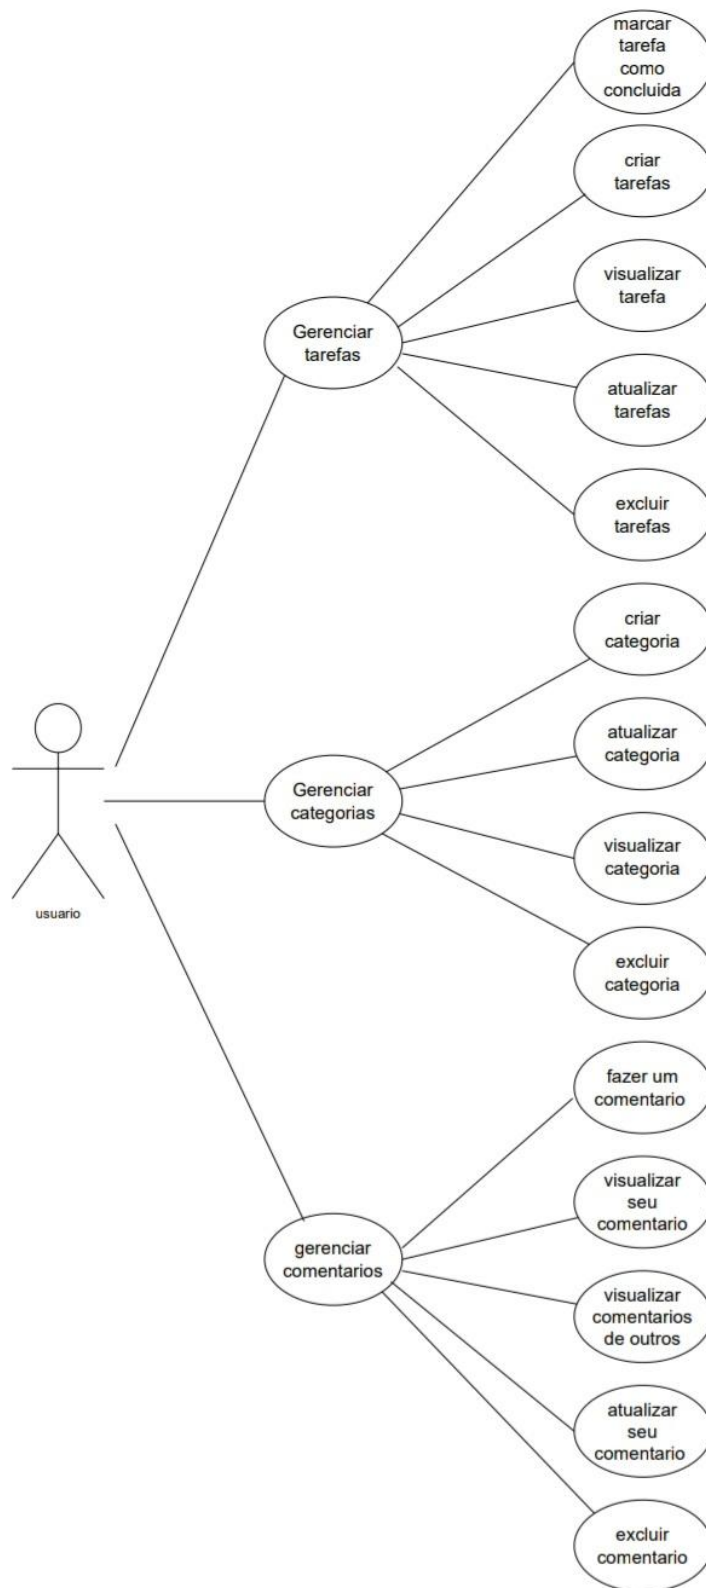 marcar
tarefa
como
concluida
criar
tarefas
visualizar
tarefa
Gerenciar
tarefas
atualizar
tarefas
excluir
tarefas
criar
categoria
atualizar
categoria
Gerenciar
categorias
visualizar
categoria
usuario
excluir
categoria
fazer um
comentario
visualizar
seu
comentario
gerenciar
comentarios
visualizar
comentarios
de outros
atualizar
seu
comentario
excluir
comentario